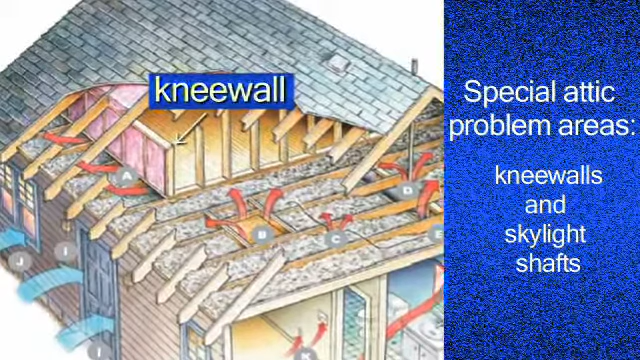 kneewall
Special attic
problem areas:
kneewalls
and
skylight
shafts
A
B
C
D
E
I
J
I
K